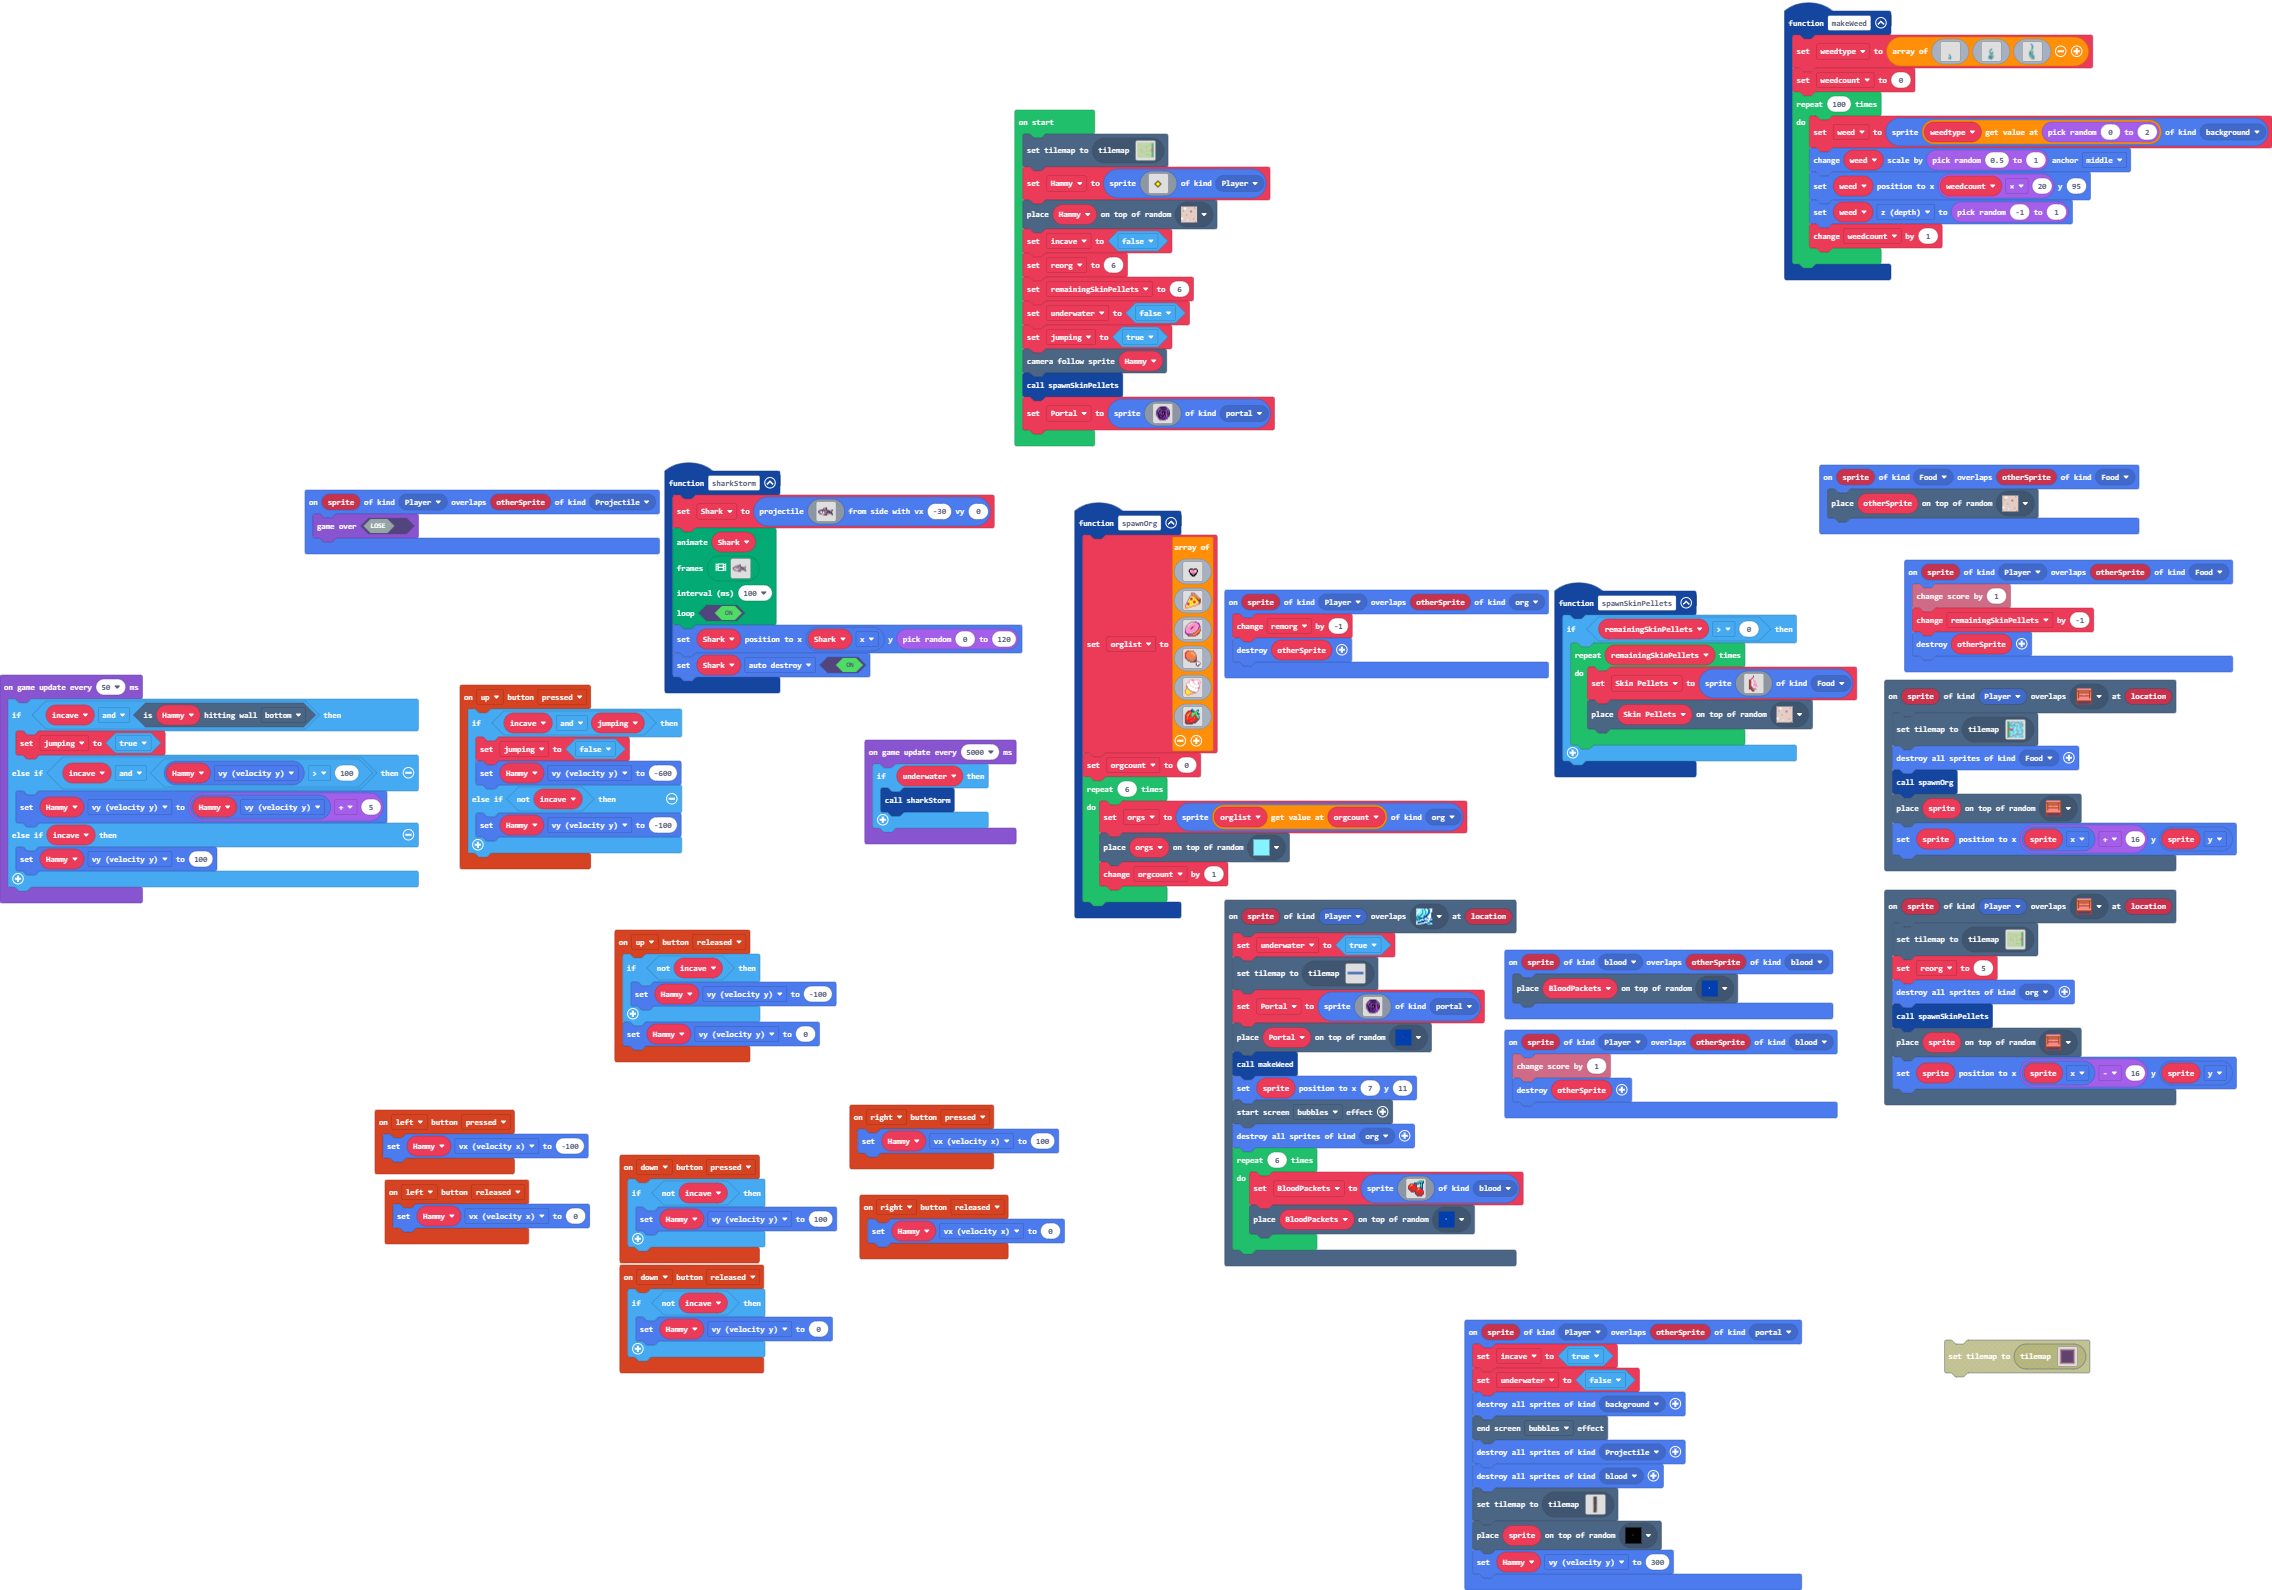 function makeWeed
set weedtype to array of
set weedcount to 0
repeat 100 times
do
set weed to sprite weedtype get value at pick random 0 to 2 of kind background
change weed scale by pick random 0.5 to 1 anchor middle
set weed position to x weedcount × 20 y 95
set weed z (depth) to pick random -1 to 1
change weedcount by 1
on start
set tilemap to tilemap
set Hammy to sprite of kind Player
place Hammy on top of random
set incave to false
set reorg to 6
set remainingSkinPellets to 6
set underwater to false
set jumping to true
camera follow sprite Hammy
call spawnSkinPellets
set Portal to sprite of kind portal
on sprite of kind Player overlaps otherSprite of kind Projectile
game over LOSE
function sharkStorm
set Shark to projectile from side with vx -30 vy 0
animate Shark
frames
interval (ms) 100
loop ON
set Shark position to x Shark x y pick random 0 to 120
set Shark auto destroy ON
function spawnOrg
array of
set orglist to
set orgcount to 0
repeat 6 times
do
set orgs to sprite orglist get value at orgcount of kind org
place orgs on top of random
change orgcount by 1
on sprite of kind Player overlaps otherSprite of kind org
change remorg by -1
destroy otherSprite
function spawnSkinPellets
if remainingSkinPellets > 0 then
repeat remainingSkinPellets times
do
set Skin Pellets to sprite of kind Food
place Skin Pellets on top of random
on sprite of kind Food overlaps otherSprite of kind Food
place otherSprite on top of random
on sprite of kind Player overlaps otherSprite of kind Food
change score by 1
change remainingSkinPellets by -1
destroy otherSprite
on sprite of kind Player overlaps at location
set tilemap to tilemap
destroy all sprites of kind Food
call spawnOrg
place sprite on top of random
set sprite position to x sprite x + 16 y sprite y
on sprite of kind Player overlaps at location
set tilemap to tilemap
set reorg to 5
destroy all sprites of kind org
call spawnSkinPellets
place sprite on top of random
set sprite position to x sprite x - 16 y sprite y
on game update every 50 ms
if incave and is Hammy hitting wall bottom then
set jumping to true
else if incave and Hammy vy (velocity y) > 100 then
set Hammy vy (velocity y) to Hammy vy (velocity y) + 5
else if incave then
set Hammy vy (velocity y) to 100
on up button pressed
if incave and jumping then
set jumping to false
set Hammy vy (velocity y) to -600
else if not incave then
set Hammy vy (velocity y) to -100
on game update every 5000 ms
if underwater then
call sharkStorm
on up button released
if not incave then
set Hammy vy (velocity y) to -100
set Hammy vy (velocity y) to 0
on left button pressed
set Hammy vx (velocity x) to -100
on left button released
set Hammy vx (velocity x) to 0
on down button pressed
if not incave then
set Hammy vy (velocity y) to 100
on down button released
if not incave then
set Hammy vy (velocity y) to 0
on right button pressed
set Hammy vx (velocity x) to 100
on right button released
set Hammy vx (velocity x) to 0
on sprite of kind Player overlaps at location
set underwater to true
set tilemap to tilemap
set Portal to sprite of kind portal
place Portal on top of random
call makeWeed
set sprite position to x 7 y 11
start screen bubbles effect
destroy all sprites of kind org
repeat 6 times
do
set BloodPackets to sprite of kind blood
place BloodPackets on top of random
on sprite of kind blood overlaps otherSprite of kind blood
place BloodPackets on top of random
on sprite of kind Player overlaps otherSprite of kind blood
change score by 1
destroy otherSprite
on sprite of kind Player overlaps otherSprite of kind portal
set incave to true
set underwater to false
destroy all sprites of kind background
end screen bubbles effect
destroy all sprites of kind Projectile
destroy all sprites of kind blood
set tilemap to tilemap
place sprite on top of random
set Hammy vy (velocity y) to 300
set tilemap to tilemap